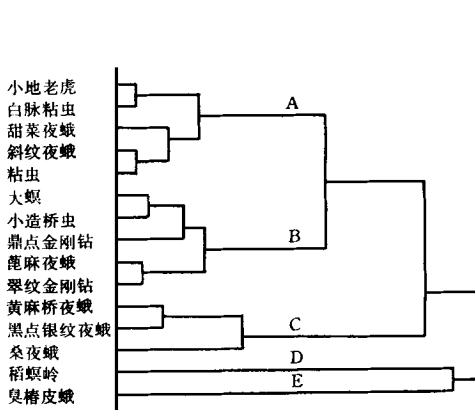 小地老虎
白脉粘虫
甜菜夜蛾
斜纹夜蛾
粘虫
大螟
小造桥虫
鼎点金刚钻
蓖麻夜蛾
翠纹金刚钻
黄麻桥夜蛾
黑点银纹夜蛾
桑夜蛾
稻螟岭
臭椿皮蛾
A
B
C
D
E